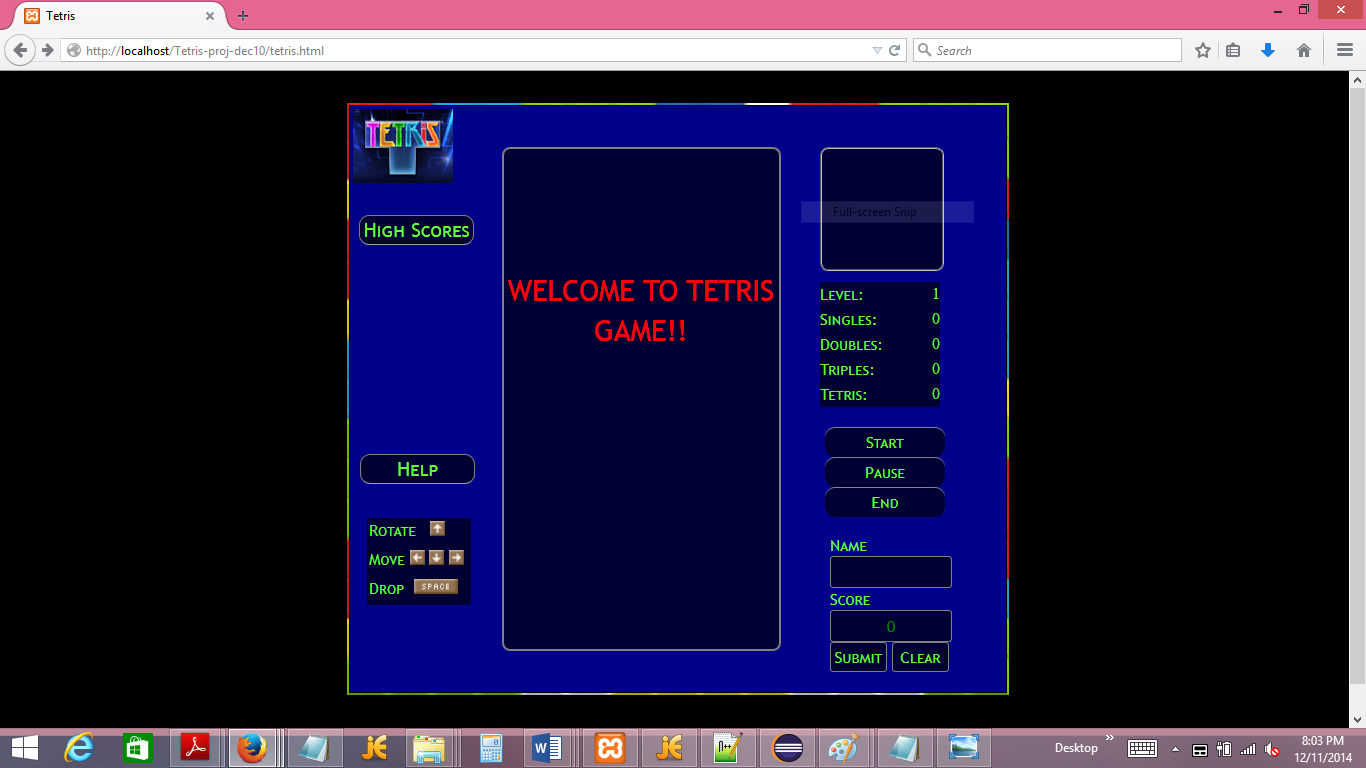 Tetris
http://localhost/Tetris-proj-dec10/tetris.html
Search
TETRIS
High Scores
WELCOME TO TETRIS
GAME!!
Full-screen Snip
Level: 1
Singles: 0
Doubles: 0
Triples: 0
Tetris: 0
Start
Pause
End
Help
Rotate
Move
Drop SPACE
Name
Score
0
Submit Clear
Desktop
8:03 PM
12/11/2014